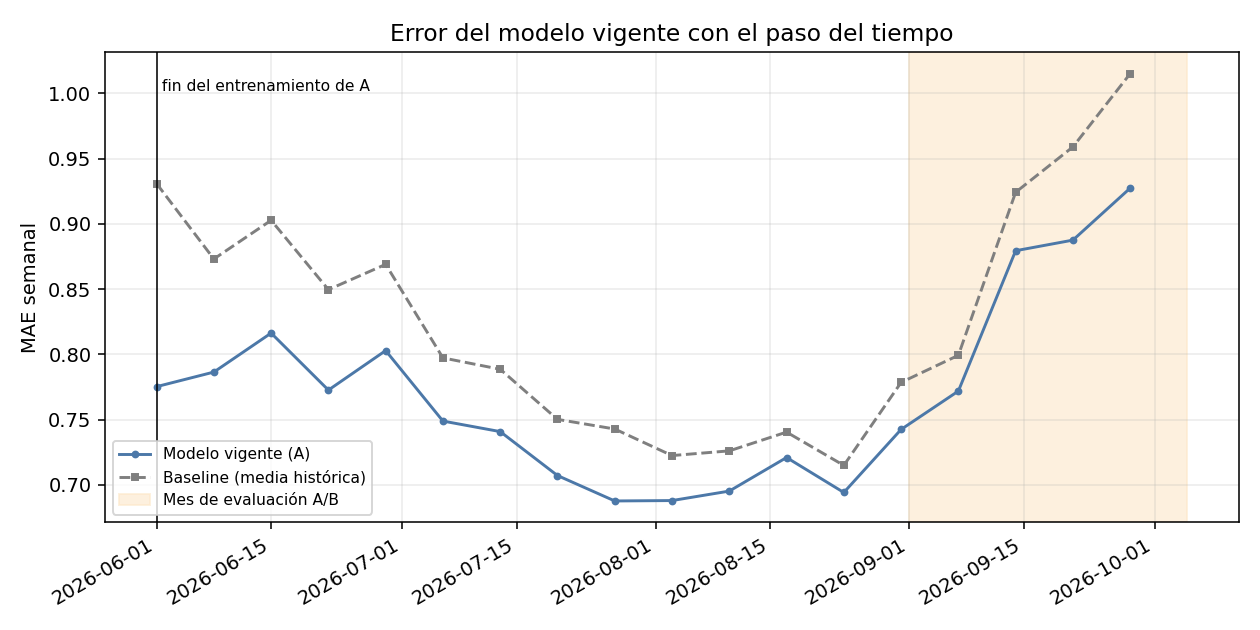 Error del modelo vigente con el paso del tiempo
fin del entrenamiento de A
MAE semanal
1.00
0.95
0.90
0.85
0.80
0.75
0.70
Modelo vigente (A)
Baseline (media histórica)
Mes de evaluación A/B
2026-06-01
2026-06-15
2026-07-01
2026-07-15
2026-08-01
2026-08-15
2026-09-01
2026-09-15
2026-10-01